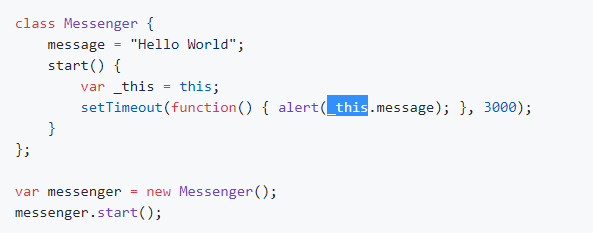 class Messenger {
    message = "Hello World";
    start() {
        var _this = this;
        setTimeout(function() { alert(_this.message); }, 3000);
    }
};

var messenger = new Messenger();
messenger.start();